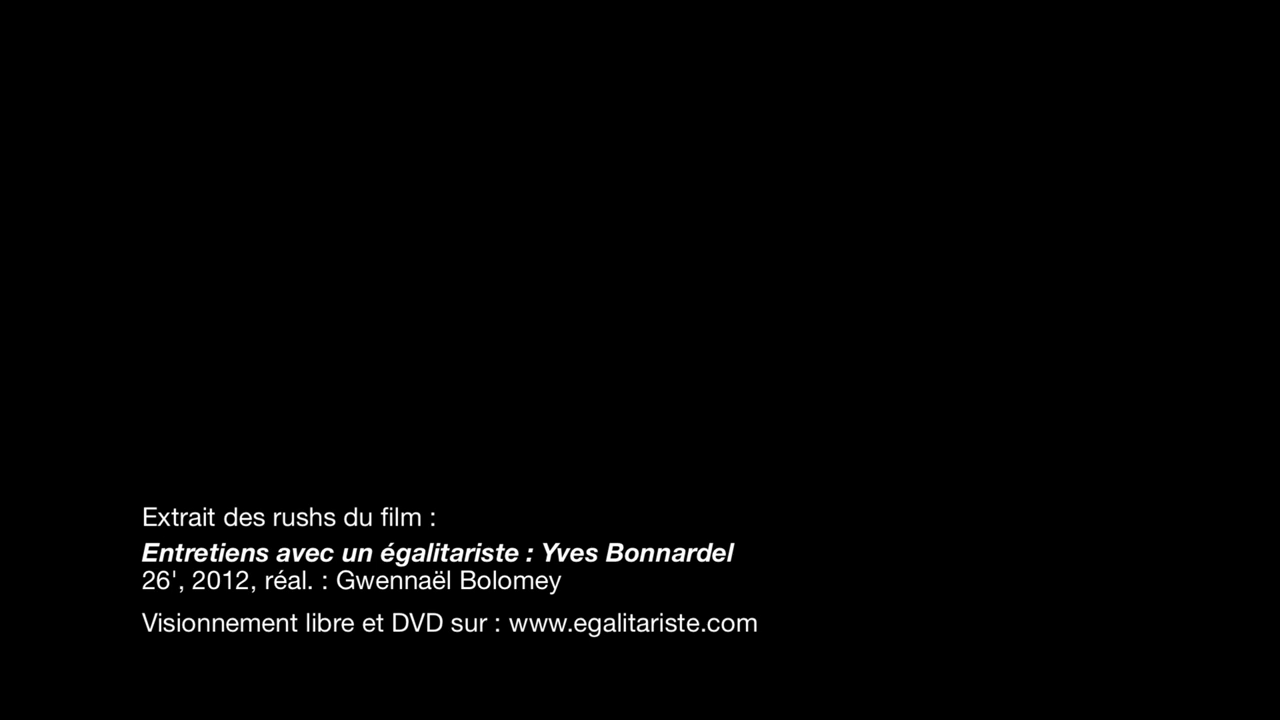 Extrait des rushs du film :
Entretiens avec un égalitariste : Yves Bonnardel
26', 2012, réal. : Gwennaël Bolomey
Visionnement libre et DVD sur : www.egalitariste.com